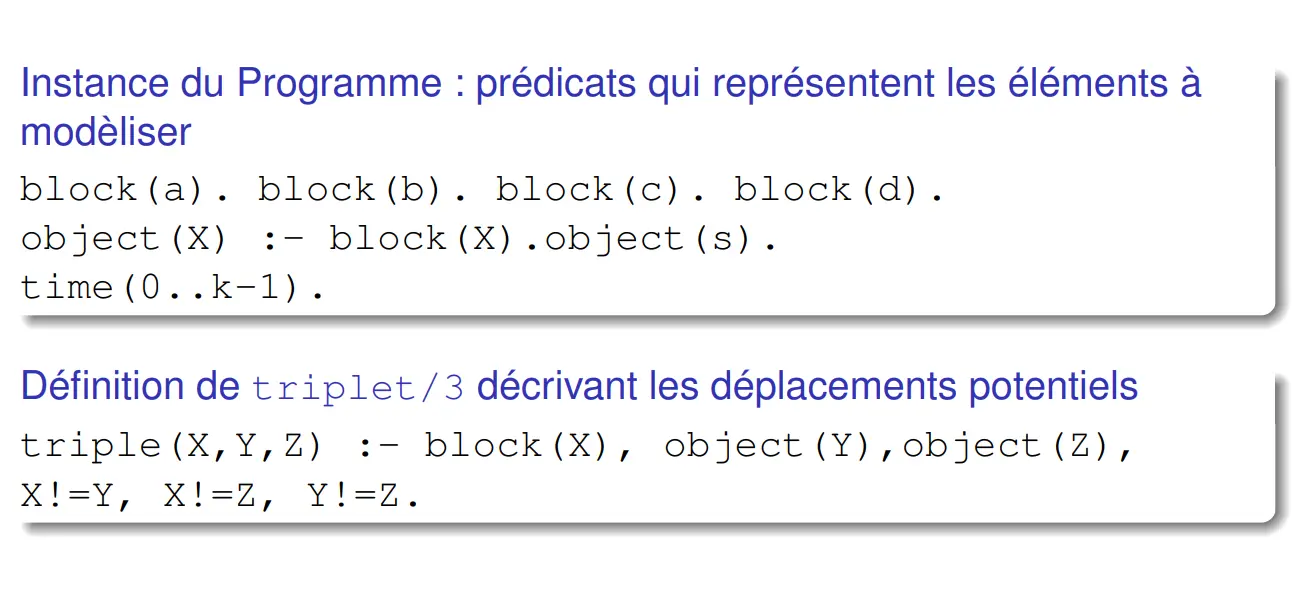 Instance du Programme : prédicats qui représentent les éléments à
modèliser
block(a). block(b). block(c). block(d).
object(X) :- block(X).object(s).
time(0..k-1).
Définition de triplet/3 décrivant les déplacements potentiels
triple(X,Y,Z) :- block(X), object(Y),object(Z),
X!=Y, X!=Z, Y!=Z.